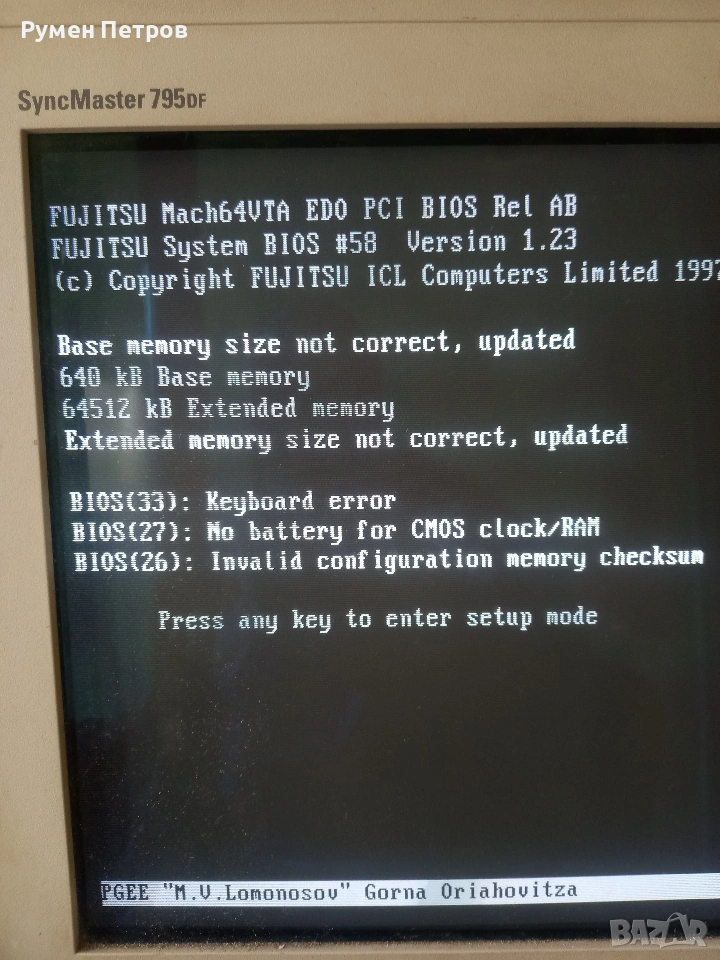 Румен Петров
SyncMaster 795DF
FUJITSU Mach64VTA EDO PCI BIOS Rel AB
FUJITSU System BIOS #58 Version 1.23
(c) Copyright FUJITSU ICL Computers Limited 1997
Base memory size not correct, updated
640 kB Base memory
64512 kB Extended memory
Extended memory size not correct, updated
BIOS(33): Keyboard error
BIOS(27): No battery for CMOS clock/RAM
BIOS(26): Invalid configuration memory checksum
Press any key to enter setup mode
PGEE "M.V.Lomonosov" Gorna Oriahovitza
BAZAR